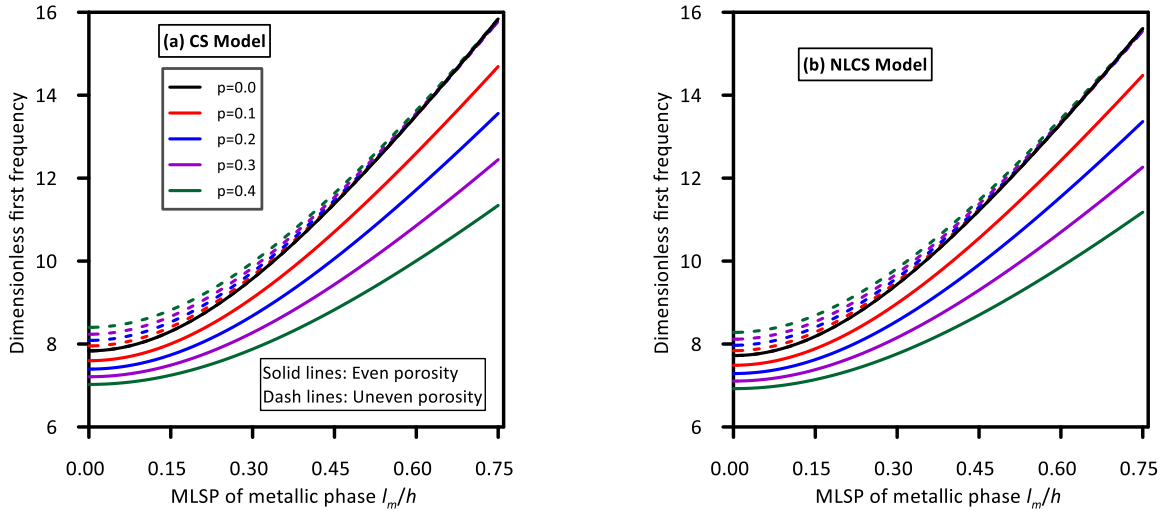 16
14
12
10
8
6
Dimensionless first frequency
(a) CS Model
p=0.0
p=0.1
p=0.2
p=0.3
p=0.4
Solid lines: Even porosity
Dash lines: Uneven porosity
0.00 0.15 0.30 0.45 0.60 0.75
MLSP of metallic phase lm/h
16
14
12
10
8
6
Dimensionless first frequency
(b) NLCS Model
0.00 0.15 0.30 0.45 0.60 0.75
MLSP of metallic phase lm/h